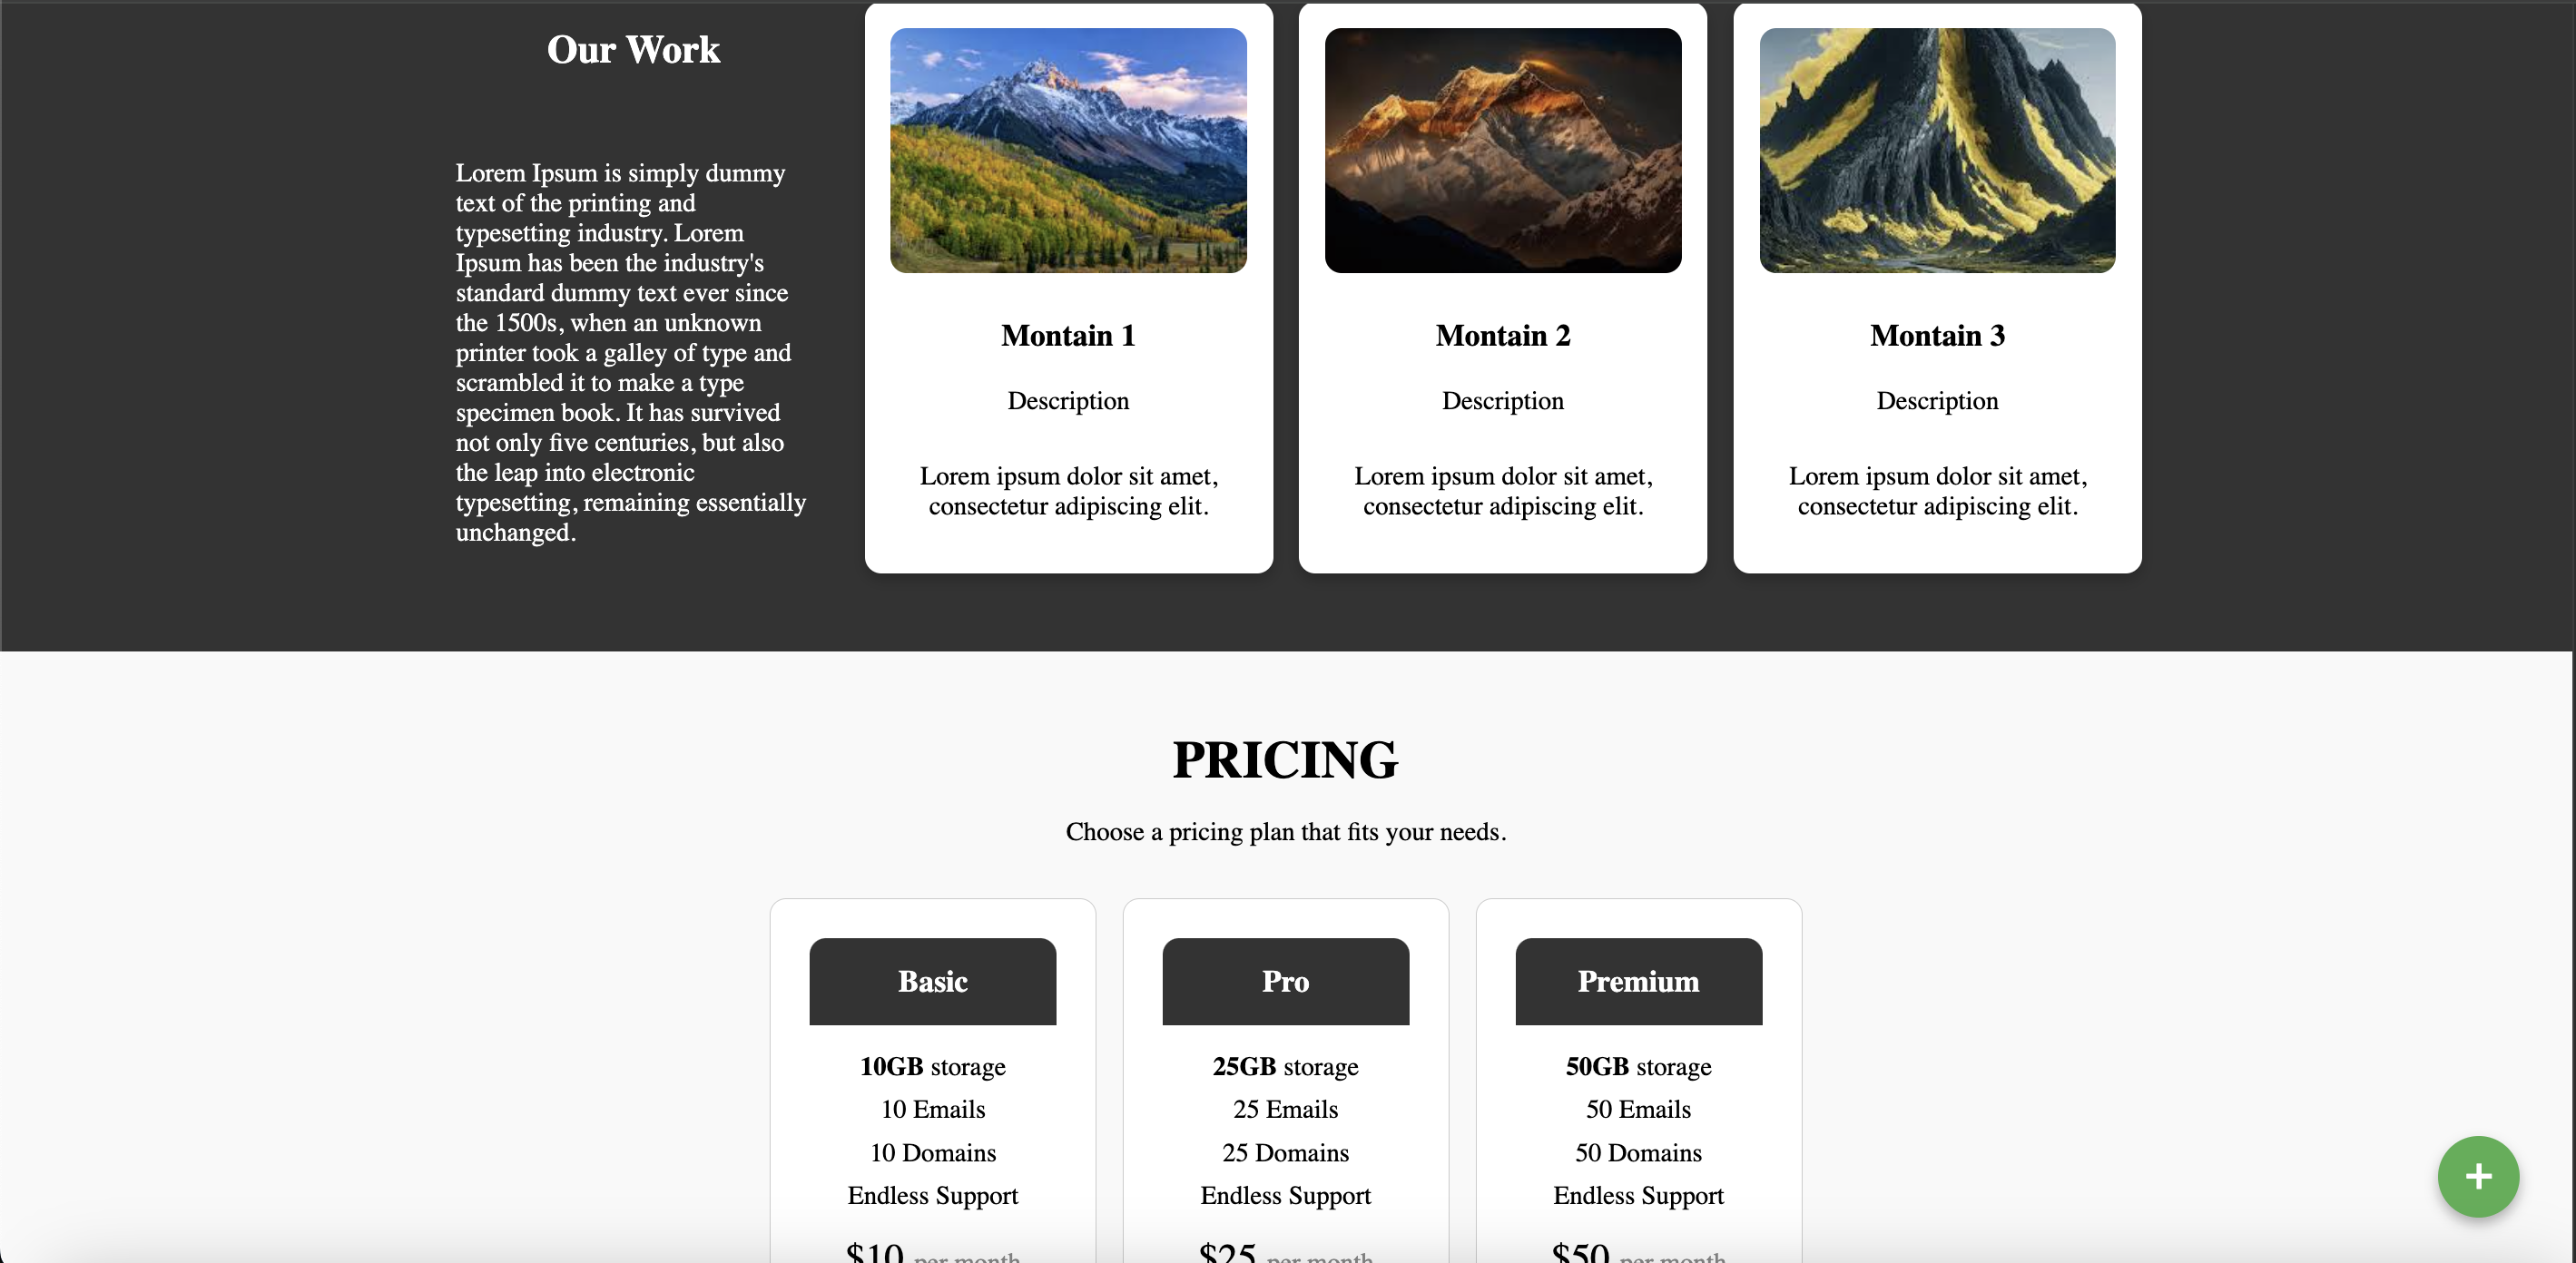 Our Work
Lorem Ipsum is simply dummy
text of the printing and
typesetting industry. Lorem
Ipsum has been the industry's
standard dummy text ever since
the 1500s, when an unknown
printer took a galley of type and
scrambled it to make a type
specimen book. It has survived
not only five centuries, but also
the leap into electronic
typesetting, remaining essentially
unchanged.
Montain 1
Description
Lorem ipsum dolor sit amet,
consectetur adipiscing elit.
Montain 2
Description
Lorem ipsum dolor sit amet,
consectetur adipiscing elit.
Montain 3
Description
Lorem ipsum dolor sit amet,
consectetur adipiscing elit.
PRICING
Choose a pricing plan that fits your needs.
Basic
10GB storage
10 Emails
10 Domains
Endless Support
$10 per month
Pro
25GB storage
25 Emails
25 Domains
Endless Support
$25 per month
Premium
50GB storage
50 Emails
50 Domains
Endless Support
$50 per month
+